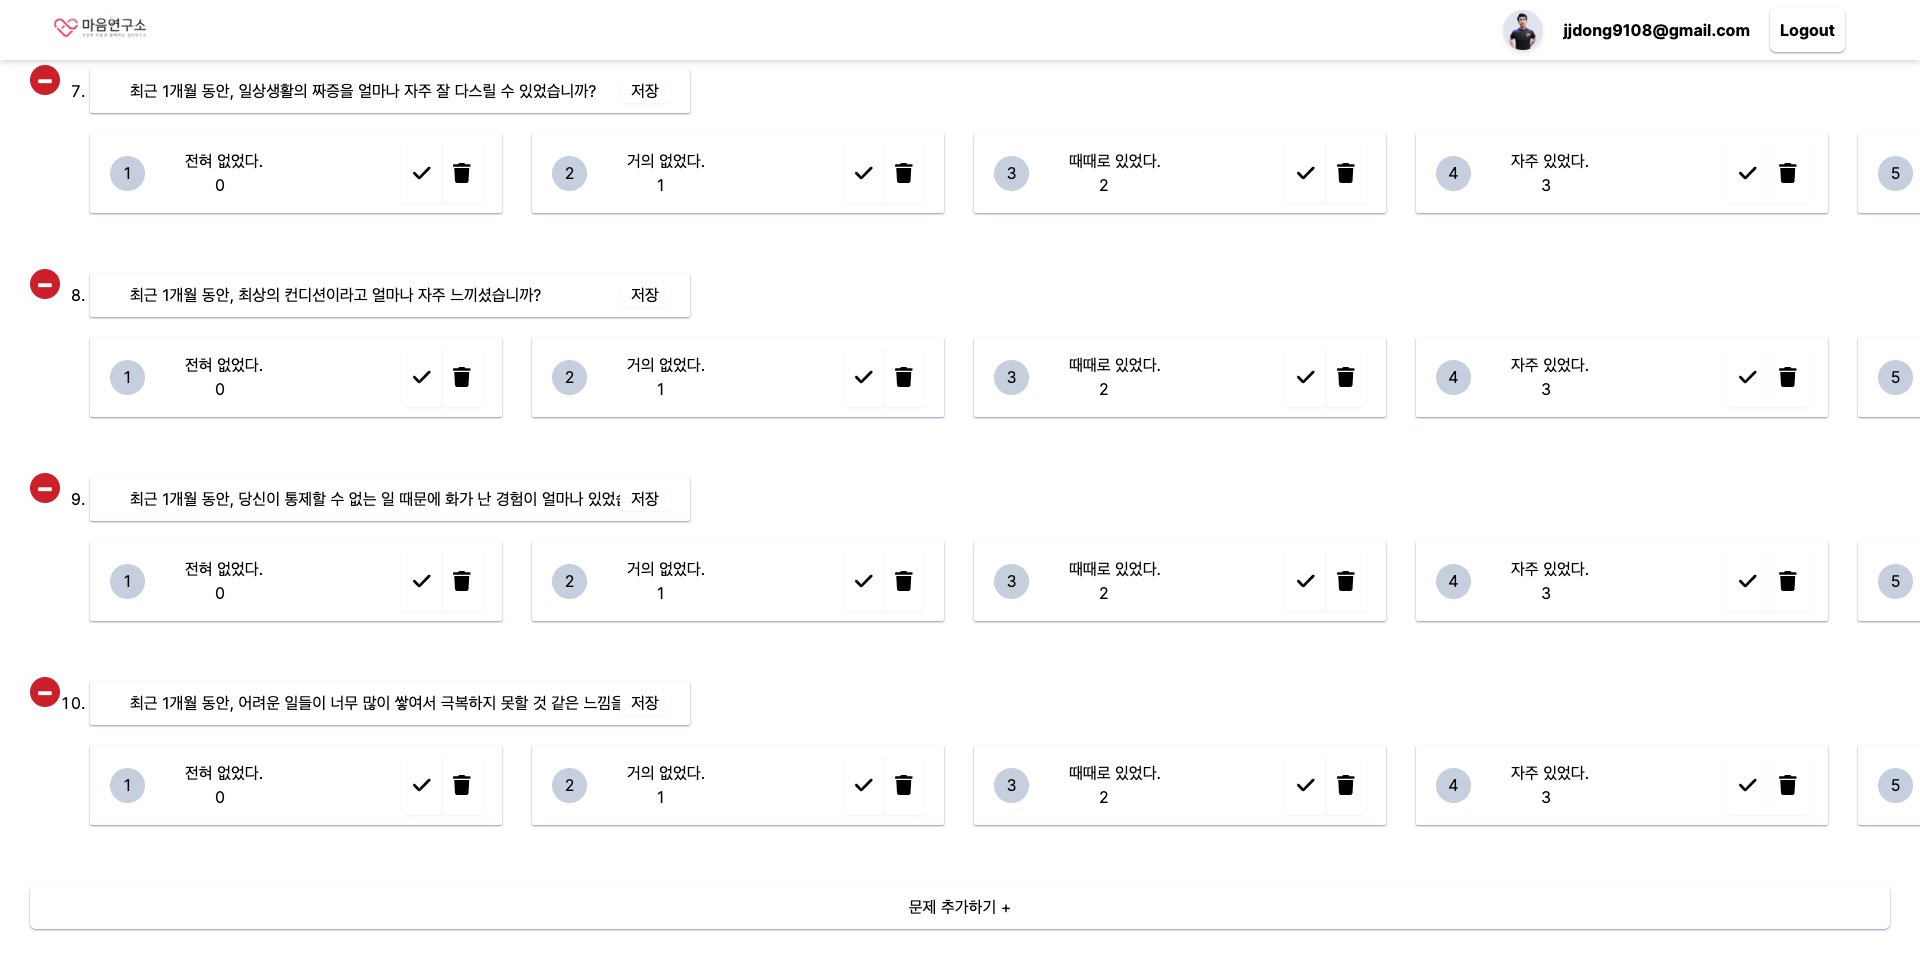 마음연구소
jjdong9108@gmail.com
Logout
7. 최근 1개월 동안, 일상생활의 짜증을 얼마나 자주 잘 다스릴 수 있었습니까? 저장
1 전혀 없었다. 2 거의 없었다. 3 때때로 있었다. 4 자주 있었다. 5
0 1 2 3
8. 최근 1개월 동안, 최상의 컨디션이라고 얼마나 자주 느끼셨습니까? 저장
1 전혀 없었다. 2 거의 없었다. 3 때때로 있었다. 4 자주 있었다. 5
0 1 2 3
9. 최근 1개월 동안, 당신이 통제할 수 없는 일 때문에 화가 난 경험이 얼마나 저장
1 전혀 없었다. 2 거의 없었다. 3 때때로 있었다. 4 자주 있었다. 5
0 1 2 3
10. 최근 1개월 동안, 어려운 일들이 너무 많이 쌓여서 극복하지 못할 것 같은 느낌을 저장
1 전혀 없었다. 2 거의 없었다. 3 때때로 있었다. 4 자주 있었다. 5
0 1 2 3
문제 추가하기 +